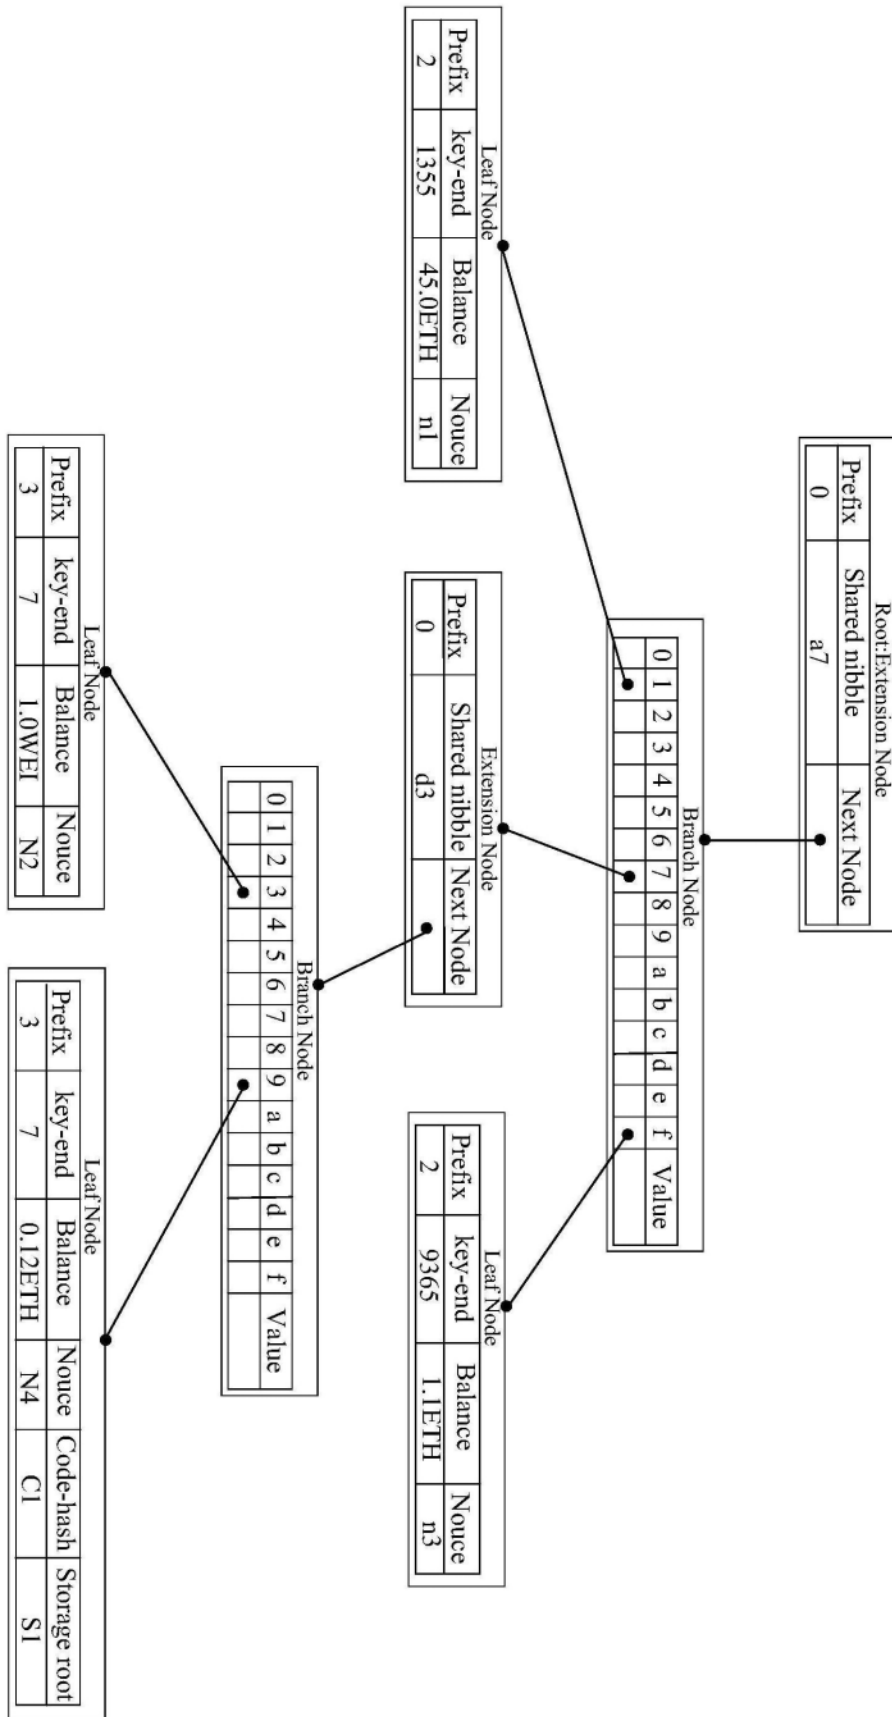 Root:Extension Node
Prefix Shared nibble Next Node
0 a7
Branch Node
0 1 2 3 4 5 6 7 8 9 a b c d e f Value
Leaf Node
Prefix key-end Balance Nouce
2 1355 45.0ETH n1
Extension Node
Prefix Shared nibble Next Node
0 d3
Leaf Node
Prefix key-end Balance Nouce
2 9365 1.1ETH n3
Branch Node
0 1 2 3 4 5 6 7 8 9 a b c d e f Value
Leaf Node
Prefix key-end Balance Nouce
3 7 1.0WEI N2
Leaf Node
Prefix key-end Balance Nouce Code-hash Storage root
3 7 0.12ETH N4 C1 S1